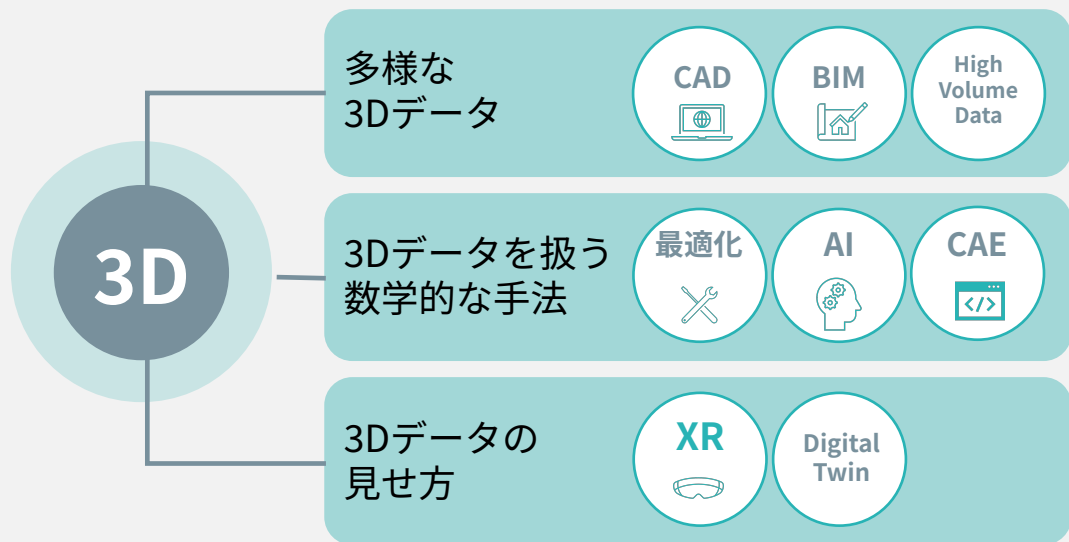 3D
多様な
3Dデータ
CAD
BIM
High
Volume
Data
3Dデータを扱う
数学的な手法
最適化
AI
CAE
</>
3Dデータの
見せ方
XR
Digital
Twin